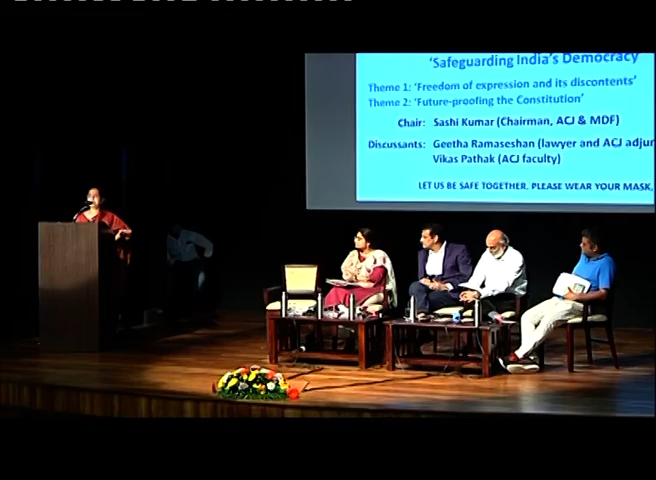 'Safeguarding India's Democracy
Theme 1: 'Freedom of expression and its discontents'
Theme 2: 'Future-proofing the Constitution'
Chair: Sashi Kumar (Chairman, ACJ & MDF)
Discussants: Geetha Ramaseshan (lawyer and ACJ adjun
Vikas Pathak (ACJ faculty)
LET US BE SAFE TOGETHER. PLEASE WEAR YOUR MASK,